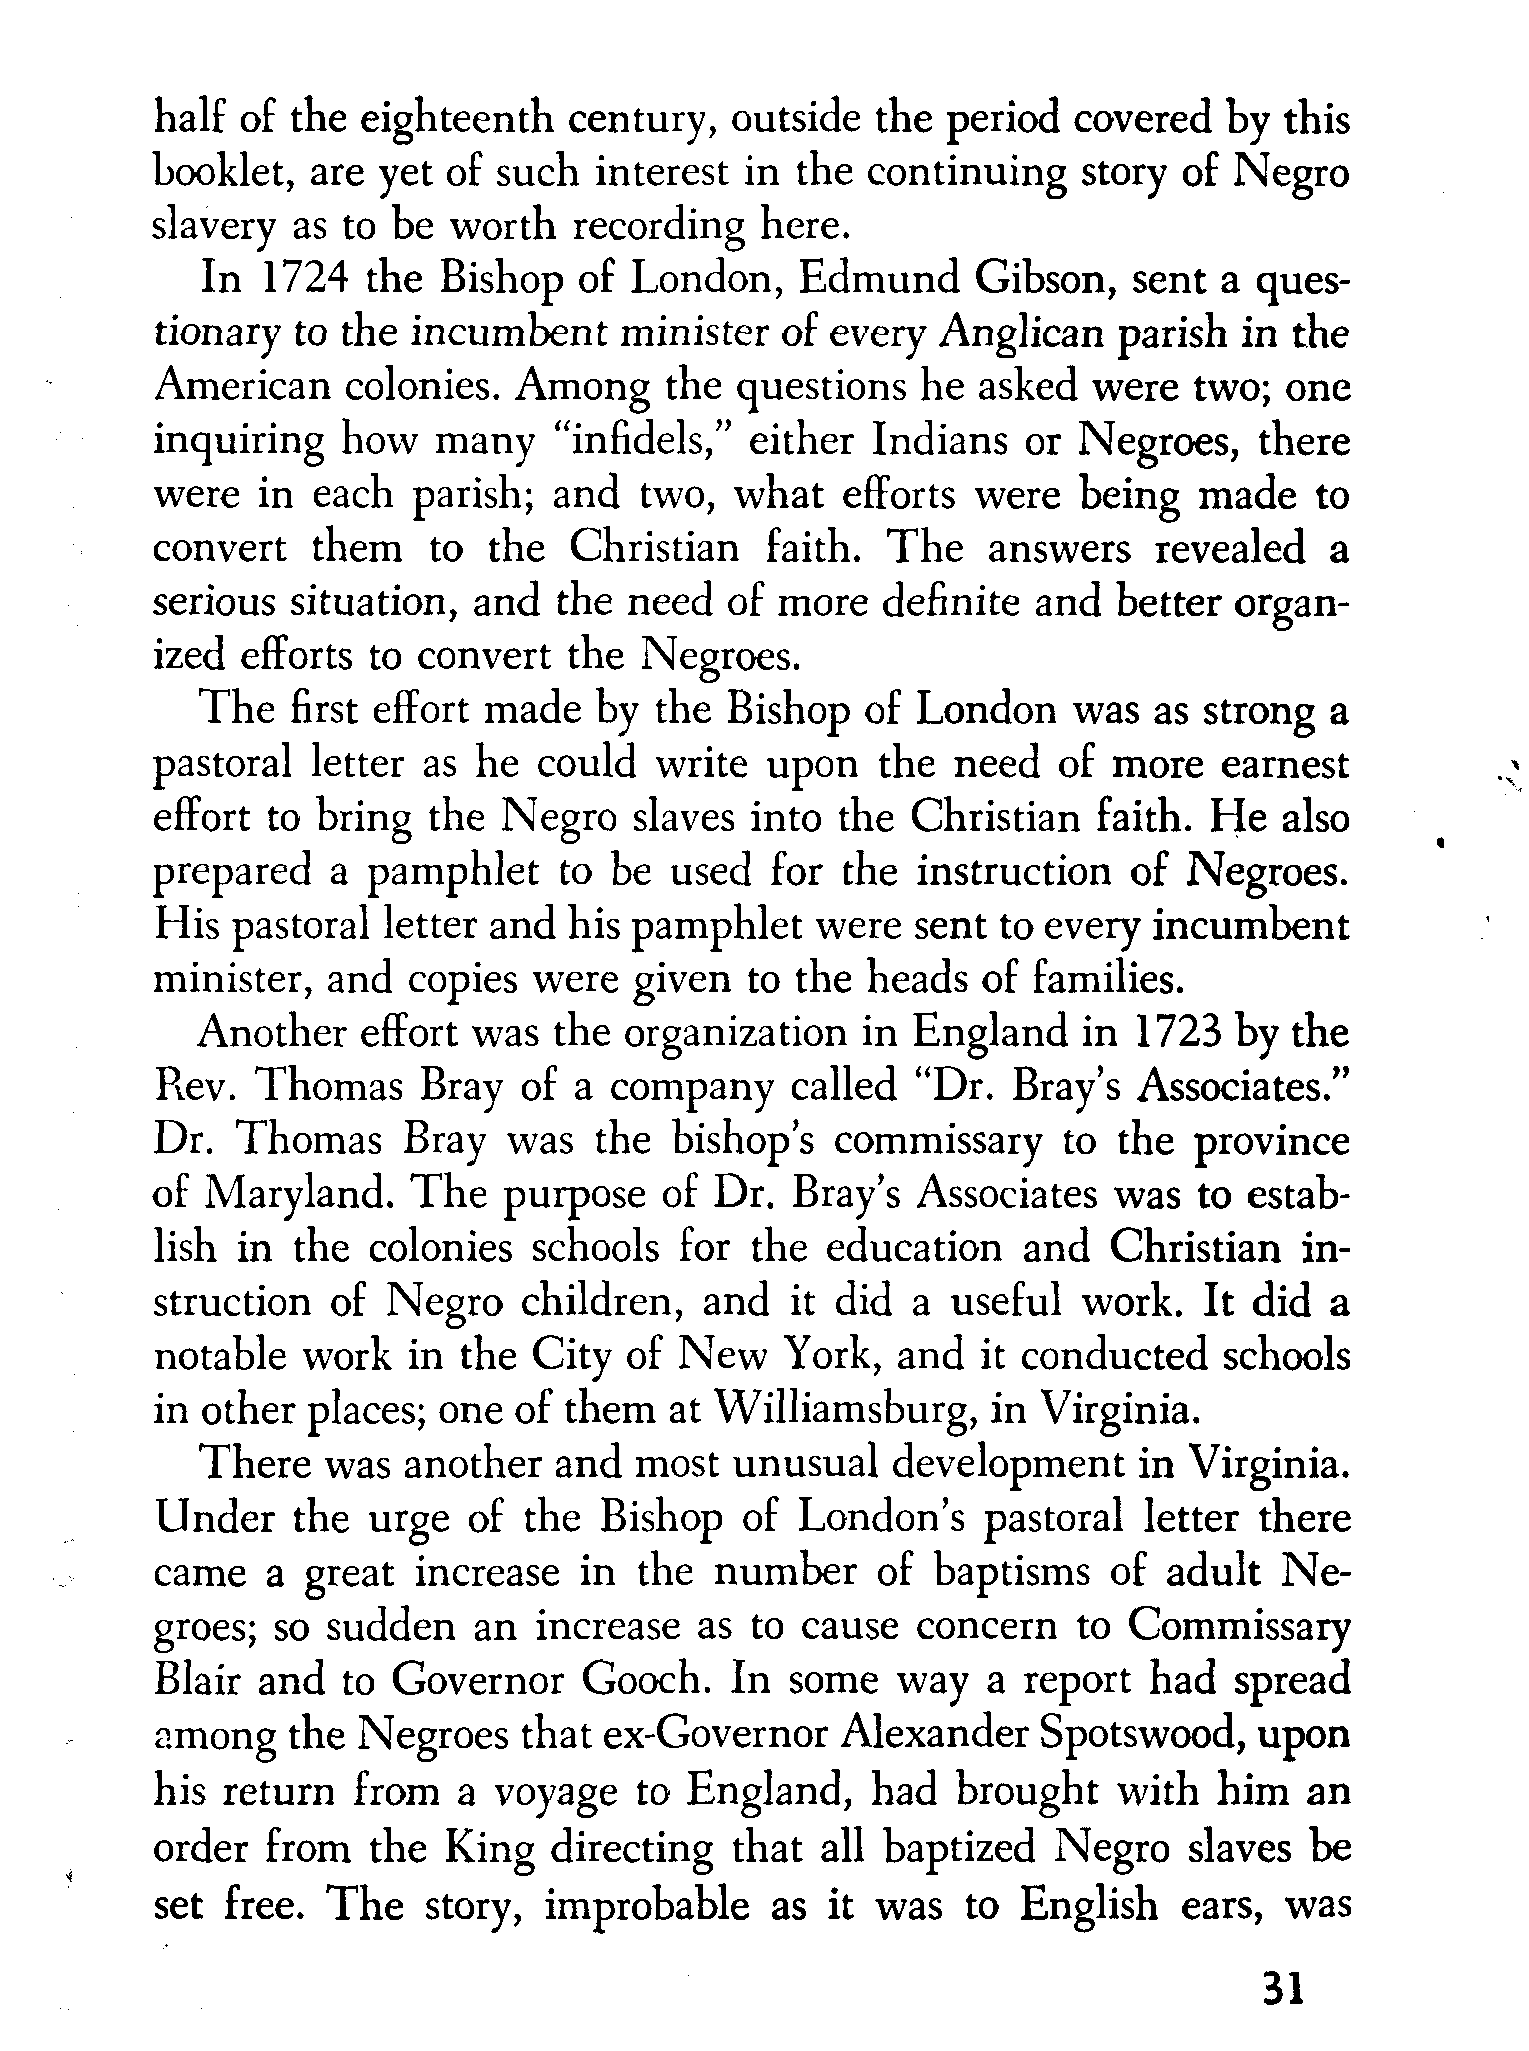 half of the eighteenth century, outside the period covered by this
booklet, are yet of such interest in the continuing story of Negro
slavery as to be worth recording here.
In 1724 the Bishop of London, Edmund Gibson, sent a ques-
tionary to the incumbent minister of every Anglican parish in the
American colonies. Among the questions he asked were two; one
inquiring how many “infidels,” either Indians or Negroes, there
were in each parish; and two, what efforts were being made to
convert them to the Christian faith. The answers revealed a
serious situation, and the need of more definite and better organ-
ized efforts to convert the Negroes.
The first effort made by the Bishop of London was as strong a
pastoral letter as he could write upon the need of more earnest
effort to bring the Negro slaves into the Christian faith. He also
prepared a pamphlet to be used for the instruction of Negroes.
His pastoral letter and his pamphlet were sent to every incumbent
minister, and copies were given to the heads of families.
Another effort was the organization in England in 1723 by the
Rev. Thomas Bray of a company called “Dr. Bray’s Associates.”
Dr. Thomas Bray was the bishop’s commissary to the province
of Maryland. The purpose of Dr. Bray’s Associates was to estab-
lish in the colonies schools for the education and Christian in-
struction of Negro children, and it did a useful work. It did a
notable work in the City of New York, and it conducted schools
in other places; one of them at Williamsburg, in Virginia.
There was another and most unusual development in Virginia.
Under the urge of the Bishop of London’s pastoral letter there
came a great increase in the number of baptisms of adult Ne-
groes; so sudden an increase as to cause concern to Commissary
Blair and to Governor Gooch. In some way a report had spread
among the Negroes that ex-Governor Alexander Spotswood, upon
his return from a voyage to England, had brought with him an
order from the King directing that all baptized Negro slaves be
set free. The story, improbable as it was to English ears, was
31